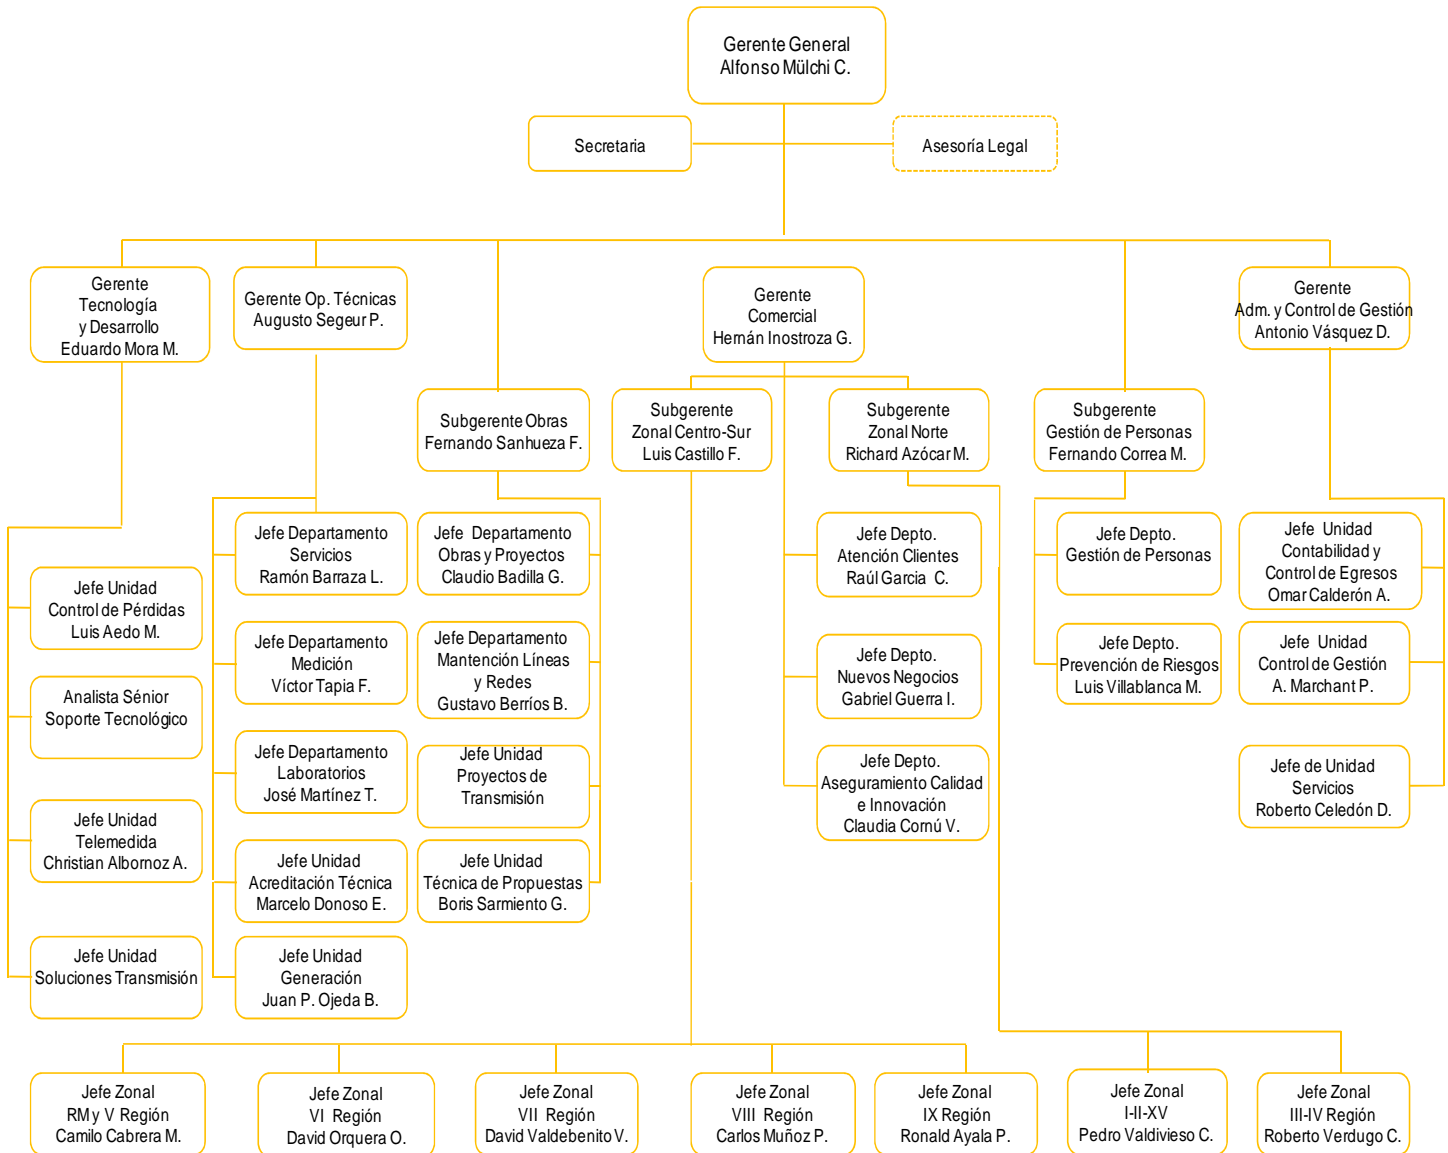 Gerente General
Alfonso Mülchi C.
Secretaria
Asesoría Legal
Gerente
Tecnología
y Desarrollo
Eduardo Mora M.
Gerente Op. Técnicas
Augusto Segeur P.
Gerente
Comercial
Hernán Inostroza G.
Gerente
Adm. y Control de Gestión
Antonio Vásquez D.
Subgerente Obras
Fernando Sanhueza F.
Subgerente
Zonal Centro-Sur
Luis Castillo F.
Subgerente
Zonal Norte
Richard Azócar M.
Subgerente
Gestión de Personas
Fernando Correa M.
Jefe Unidad
Control de Pérdidas
Luis Aedo M.
Analista Sénior
Soporte Tecnológico
Jefe Unidad
Telemedida
Christian Albornoz A.
Jefe Unidad
Soluciones Transmisión
Jefe Departamento
Servicios
Ramón Barraza L.
Jefe Departamento
Medición
Víctor Tapia F.
Jefe Departamento
Laboratorios
José Martínez T.
Jefe Unidad
Acreditación Técnica
Marcelo Donoso E.
Jefe Unidad
Generación
Juan P. Ojeda B.
Jefe Departamento
Obras y Proyectos
Claudio Badilla G.
Jefe Departamento
Mantención Líneas
y Redes
Gustavo Berríos B.
Jefe Unidad
Proyectos de
Transmisión
Jefe Unidad
Técnica de Propuestas
Boris Sarmiento G.
Jefe Depto.
Atención Clientes
Raúl Garcia C.
Jefe Depto.
Nuevos Negocios
Gabriel Guerra I.
Jefe Depto.
Aseguramiento Calidad
e Innovación
Claudia Cornú V.
Jefe Depto.
Gestión de Personas
Jefe Depto.
Prevención de Riesgos
Luis Villablanca M.
Jefe Unidad
Contabilidad y
Control de Egresos
Omar Calderón A.
Jefe Unidad
Control de Gestión
A. Marchant P.
Jefe de Unidad
Servicios
Roberto Celedón D.
Jefe Zonal
RM y V Región
Camilo Cabrera M.
Jefe Zonal
VI Región
David Orquera O.
Jefe Zonal
VII Región
David Valdebenito V.
Jefe Zonal
VIII Región
Carlos Muñoz P.
Jefe Zonal
IX Región
Ronald Ayala P.
Jefe Zonal
I-II-XV
Pedro Valdivieso C.
Jefe Zonal
III-IV Región
Roberto Verdugo C.